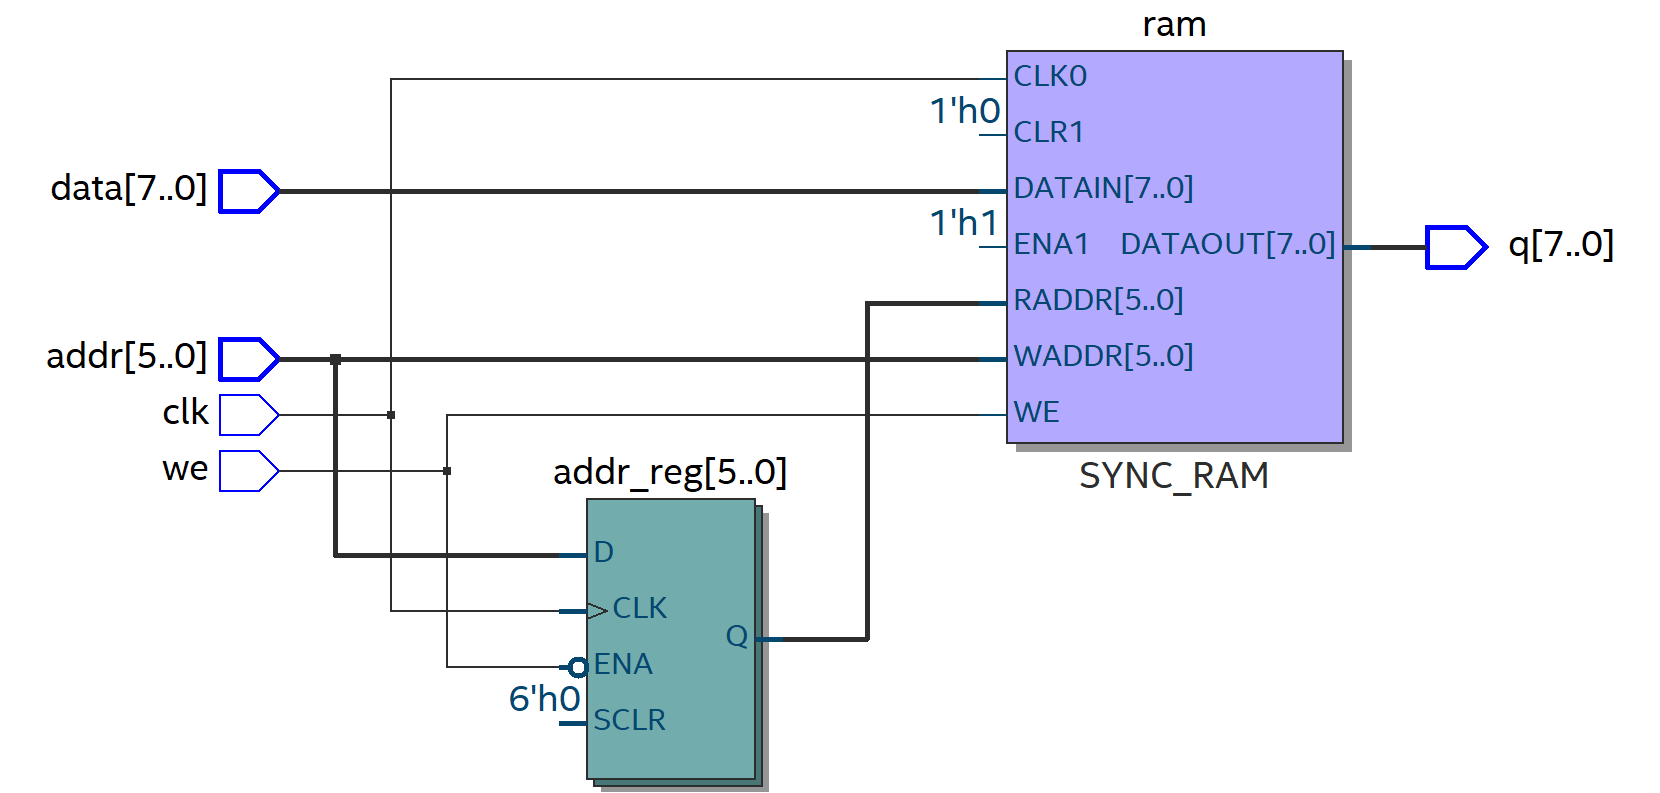 ram
CLK0
1'h0
CLR1
data[7..0]
DATAIN[7..0]
1'h1
ENA1 DATAOUT[7..0]
q[7..0]
RADDR[5..0]
addr[5..0]
WADDR[5..0]
clk
WE
we
SYNC_RAM
addr_reg[5..0]
D
CLK
Q
ENA
6'h0
SCLR